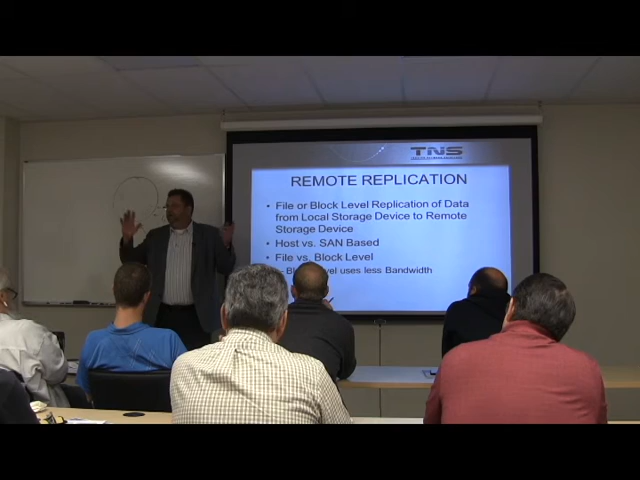 TNS
REMOTE REPLICATION
• File or Block Level Replication of Data
from Local Storage Device to Remote
Storage Device
• Host vs. SAN Based
• File vs. Block Level
uses less Bandwidth